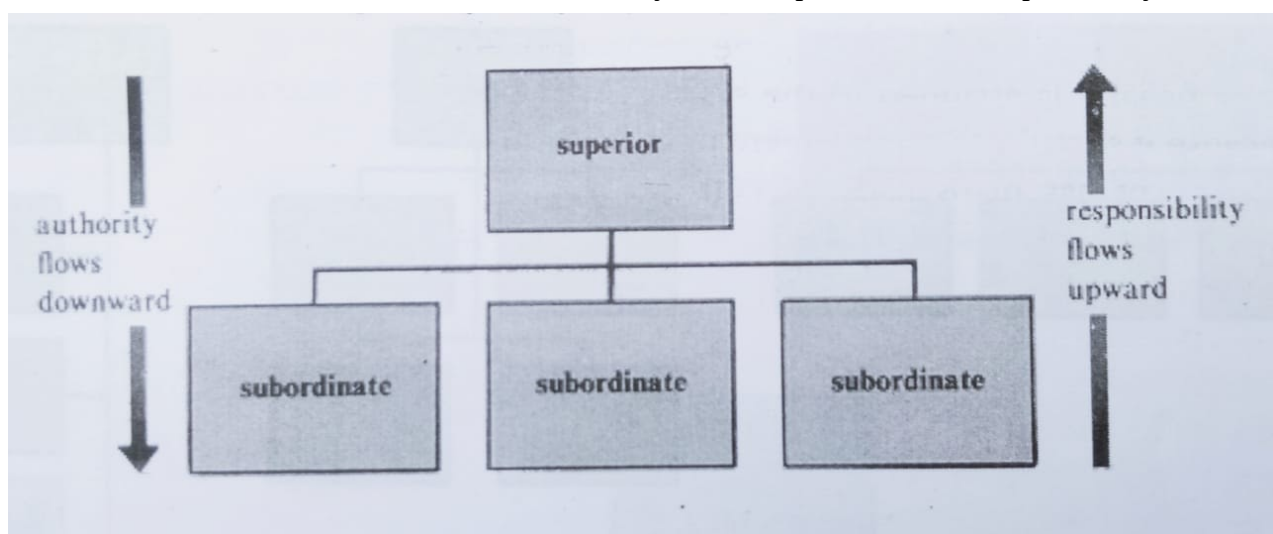 superior
authority
flows
downward
responsibility
flows
upward
subordinate
subordinate
subordinate